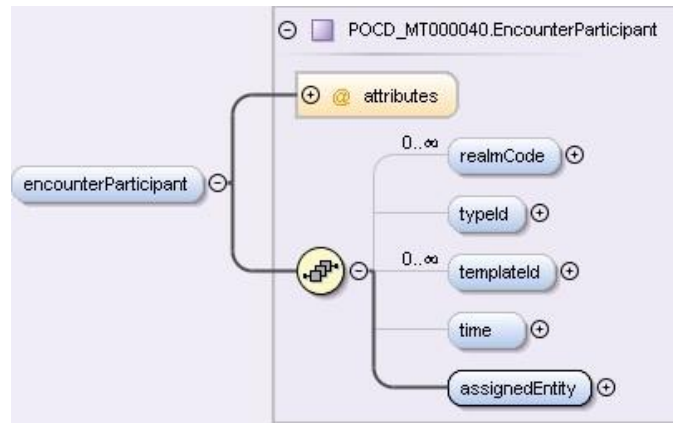 POCD_MT000040.EncounterParticipant
@ attributes
0..∞
realmCode
encounterParticipant
typeId
0..∞
templateId
time
assignedEntity